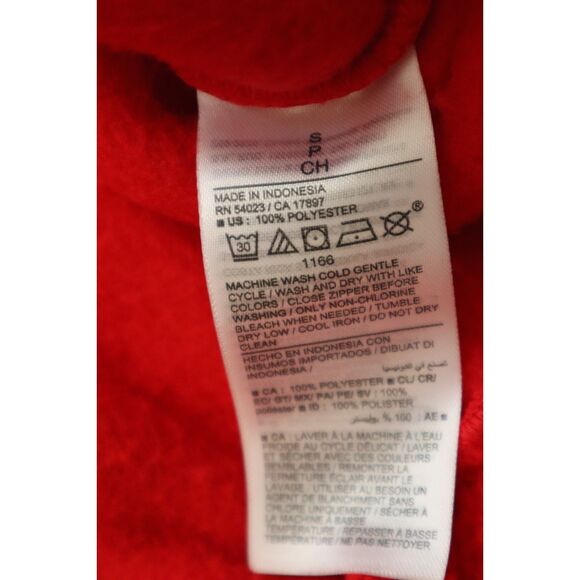 S
P
CH
MADE IN INDONESIA
RN 54023 / CA 17897
■ US : 100% POLYESTER
30 ®
1166
MACHINE WASH COLD GENTLE
CYCLE / WASH AND DRY WITH LIKE
COLORS / CLOSE ZIPPER BEFORE
WASHING / ONLY NON-CHLORINE
BLEACH WHEN NEEDED / TUMBLE
DRY LOW / COOL IRON / DO NOT DRY
CLEAN
HECHO EN INDONESIA CON
INSUMOS IMPORTADOS / DIBUAT DI
INDONESIA /
■ CA : 100% POLYESTER ■ CL/ CR/
EC/ GT/ MX/ PA/ PE/ SV : 100%
poliéster ■ ID : 100% POLISTER
■ AE : 100 % بوليستر
■ CA : LAVER À LA MACHINE À L'EAU
FROIDE AU CYCLE DÉLICAT / LAVER
ET SÉCHER AVEC DES COULEURS
SEMBLABLES / REMONTER LA
FERMETURE ÉCLAIR AVANT LE
LAVAGE / UTILISER AU BESOIN UN
AGENT DE BLANCHIMENT SANS
CHLORE UNIQUEMENT / SÉCHER À
LA MACHINE À BASSE
TEMPÉRATURE / REPASSER À BASSE
TEMPÉRATURE / NE PAS NETTOYER